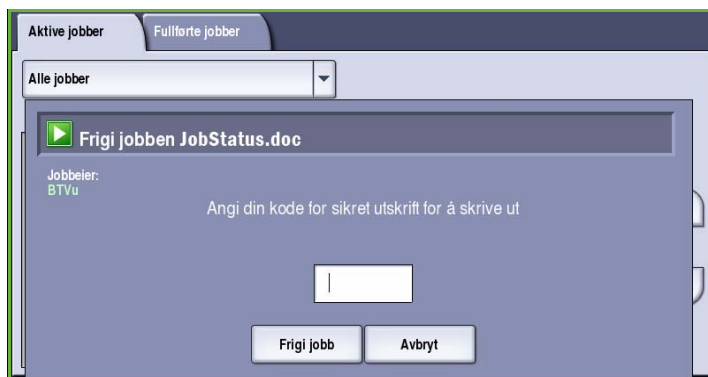 Aktive jobber
Fullførte jobber
Alle jobber
Frigi jobben JobStatus.doc
Jobbeier:
BTVu
Angi din kode for sikret utskrift for å skrive ut
Frigi jobb
Avbryt